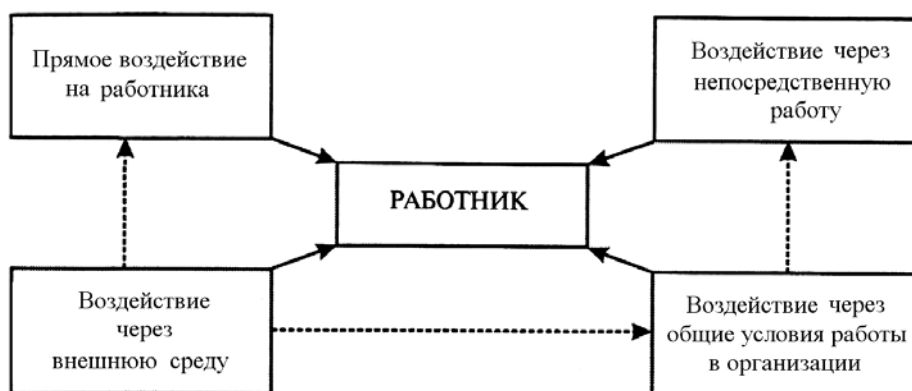 Прямое воздействие
на работника
Воздействие через
непосредственную
работу
РАБОТНИК
Воздействие
через
внешнюю среду
Воздействие через
общие условия работы
в организации